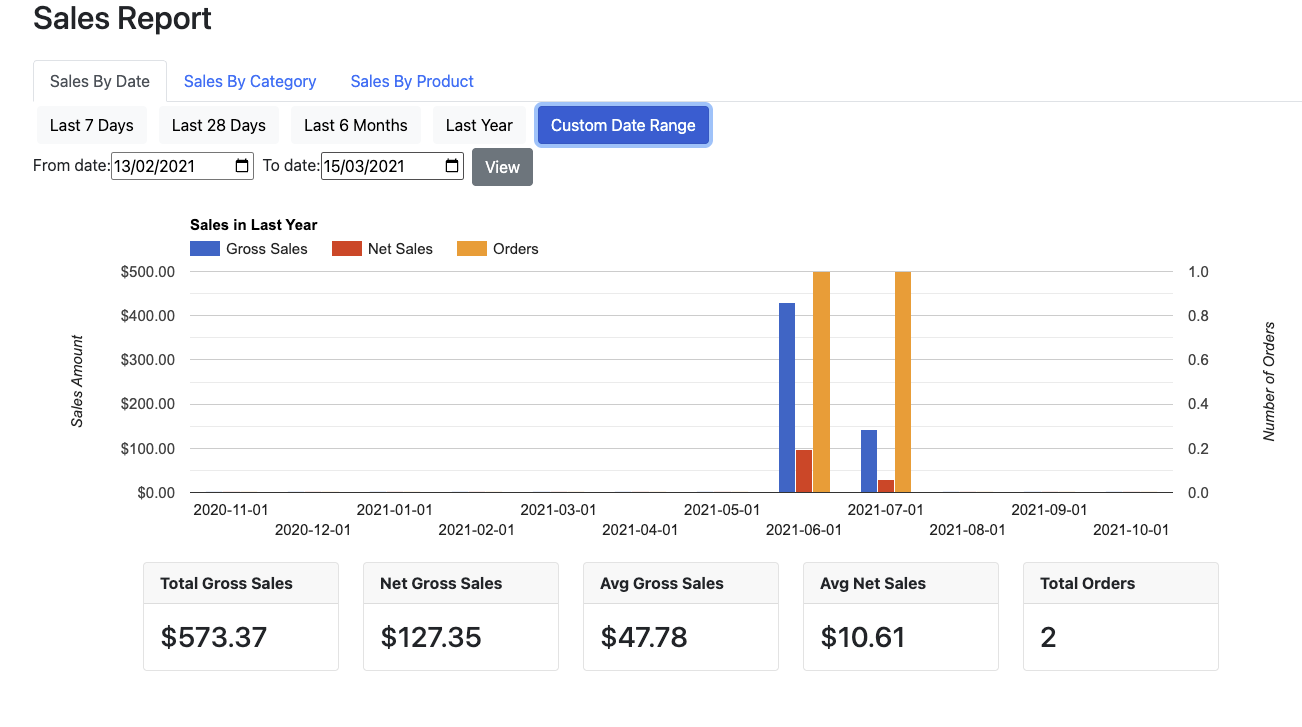 Sales Report
Sales By Date Sales By Category Sales By Product
Last 7 Days Last 28 Days Last 6 Months Last Year Custom Date Range
From date: 13/02/2021 To date: 15/03/2021 View
Sales in Last Year
Gross Sales Net Sales Orders
$500.00 1.0
$400.00 0.8
$300.00 0.6
$200.00 0.4
$100.00 0.2
$0.00 0.0
Sales Amount
Number of Orders
2020-11-01 2021-01-01 2021-03-01 2021-05-01 2021-07-01 2021-09-01
2020-12-01 2021-02-01 2021-04-01 2021-06-01 2021-08-01 2021-10-01
Total Gross Sales Net Gross Sales Avg Gross Sales Avg Net Sales Total Orders
$573.37 $127.35 $47.78 $10.61 2